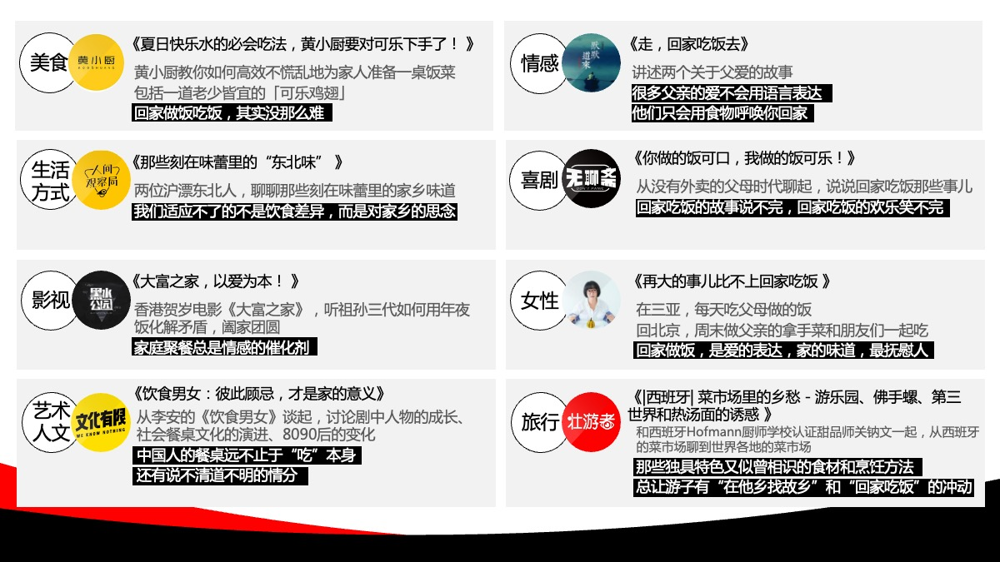 美食
黄小厨
HUOGUHUANG
《夏日快乐水的必会吃法，黄小厨要对可乐下手了！ 》
黄小厨教你如何高效不慌乱地为家人准备一桌饭菜
包括一道老少皆宜的「可乐鸡翅」
回家做饭吃饭，其实没那么难
生活
方式
人间
观察局
《那些刻在味蕾里的“东北味” 》
两位沪漂东北人，聊聊那些刻在味蕾里的家乡味道
我们适应不了的不是饮食差异，而是对家乡的思念
影视
黑水
公园
《大富之家，以爱为本！ 》
香港贺岁电影《大富之家》，听祖孙三代如何用年夜
饭化解矛盾，阖家团圆
家庭聚餐总是情感的催化剂
艺术
人文
文化有限
WE KNOW NOTHING
《饮食男女：彼此顾忌，才是家的意义》
从李安的《饮食男女》谈起，讨论剧中人物的成长、
社会餐桌文化的演进、8090后的变化
中国人的餐桌远不止于“吃”本身
还有说不清道不明的情分
情感
默默
道来
《走，回家吃饭去》
讲述两个关于父爱的故事
很多父亲的爱不会用语言表达
他们只会用食物呼唤你回家
喜剧
无聊斋
DON'T PANIC
《你做的饭可口，我做的饭可乐！》
从没有外卖的父母时代聊起，说说回家吃饭那些事儿
回家吃饭的故事说不完，回家吃饭的欢乐笑不完
女性
《再大的事儿比不上回家吃饭 》
在三亚，每天吃父母做的饭
回北京，周末做父亲的拿手菜和朋友们一起吃
回家做饭，是爱的表达，家的味道，最抚慰人
旅行
壮游者
《|西班牙| 菜市场里的乡愁 - 游乐园、佛手螺、第三
世界和热汤面的诱惑 》
和西班牙Hofmann厨师学校认证甜品师关钠文一起，从西班牙
的菜市场聊到世界各地的菜市场
那些独具特色又似曾相识的食材和烹饪方法
总让游子有“在他乡找故乡”和“回家吃饭”的冲动